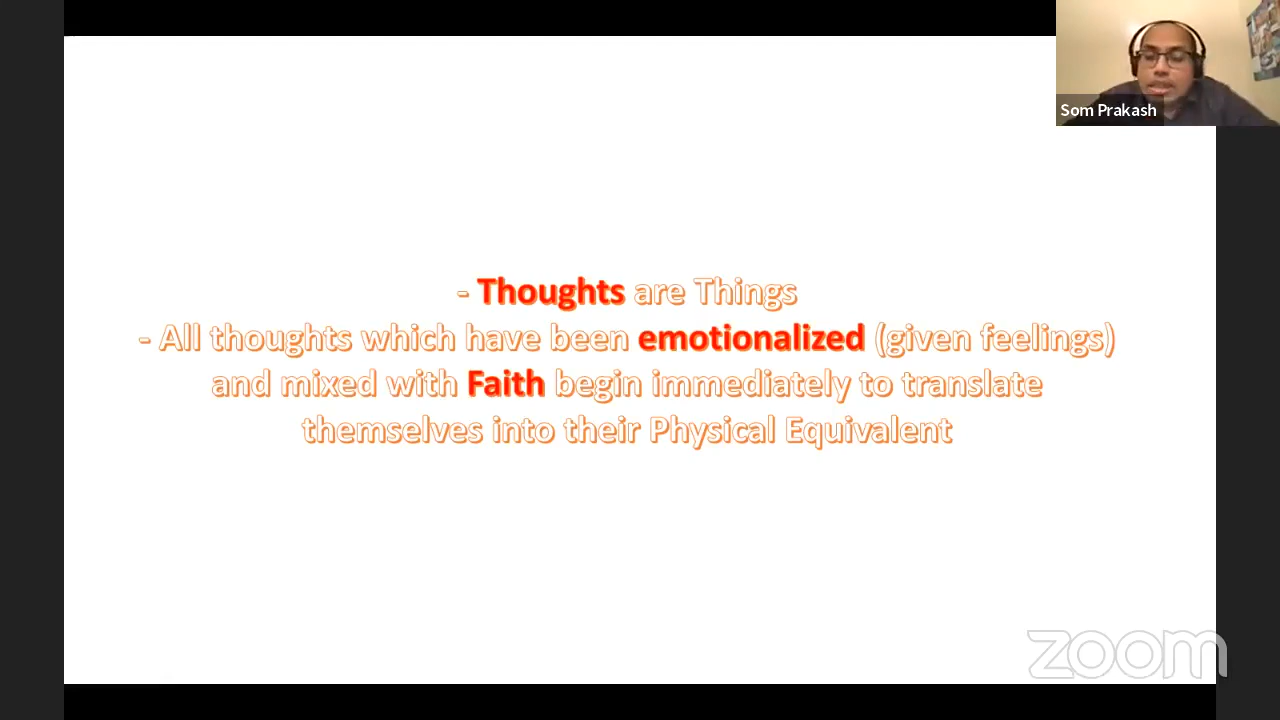 Som Prakash
- Thoughts are Things
- All thoughts which have been emotionalized (given feelings)
and mixed with Faith begin immediately to translate
themselves into their Physical Equivalent
zoom